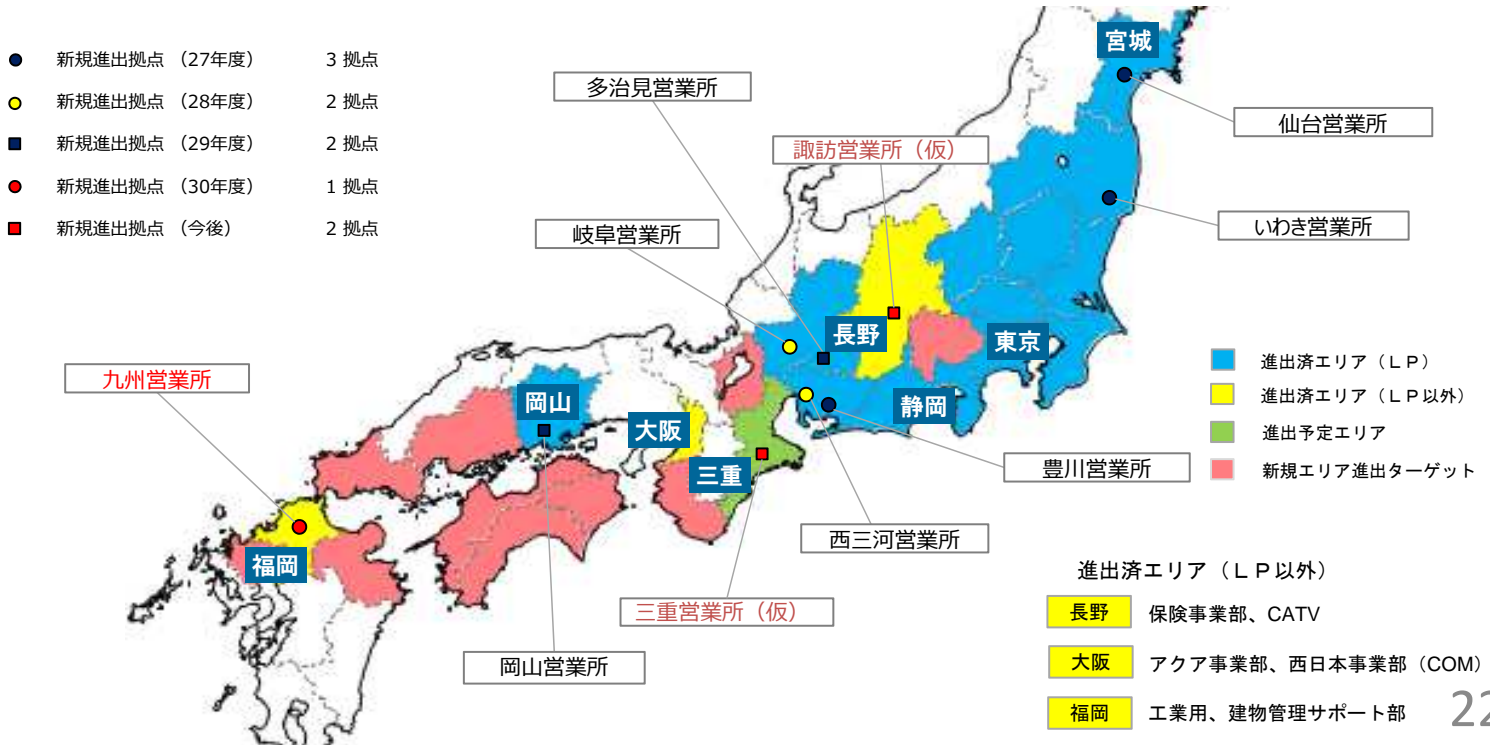 新規進出拠点 （27年度） 3 拠点
新規進出拠点 （28年度） 2 拠点
新規進出拠点 （29年度） 2 拠点
新規進出拠点 （30年度） 1 拠点
新規進出拠点 （今後） 2 拠点
宮城
多治見営業所
仙台営業所
諏訪営業所（仮）
岐阜営業所
いわき営業所
長野
東京
九州営業所
岡山
大阪
静岡
三重
豊川営業所
西三河営業所
福岡
三重営業所（仮）
岡山営業所
進出済エリア（ＬＰ）
進出済エリア（ＬＰ以外）
進出予定エリア
新規エリア進出ターゲット
進出済エリア（ＬＰ以外）
長野 保険事業部、CATV
大阪 アクア事業部、西日本事業部（COM）
福岡 工業用、建物管理サポート部
22